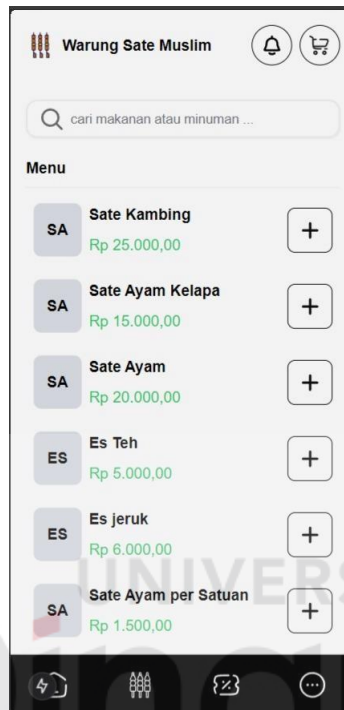 Warung Sate Muslim
cari makanan atau minuman ...
Menu
SA
Sate Kambing
Rp 25.000,00
SA
Sate Ayam Kelapa
Rp 15.000,00
SA
Sate Ayam
Rp 20.000,00
ES
Es Teh
Rp 5.000,00
ES
Es jeruk
Rp 6.000,00
UNIVERS
SA
Sate Ayam per Satuan
Rp 1.500,00